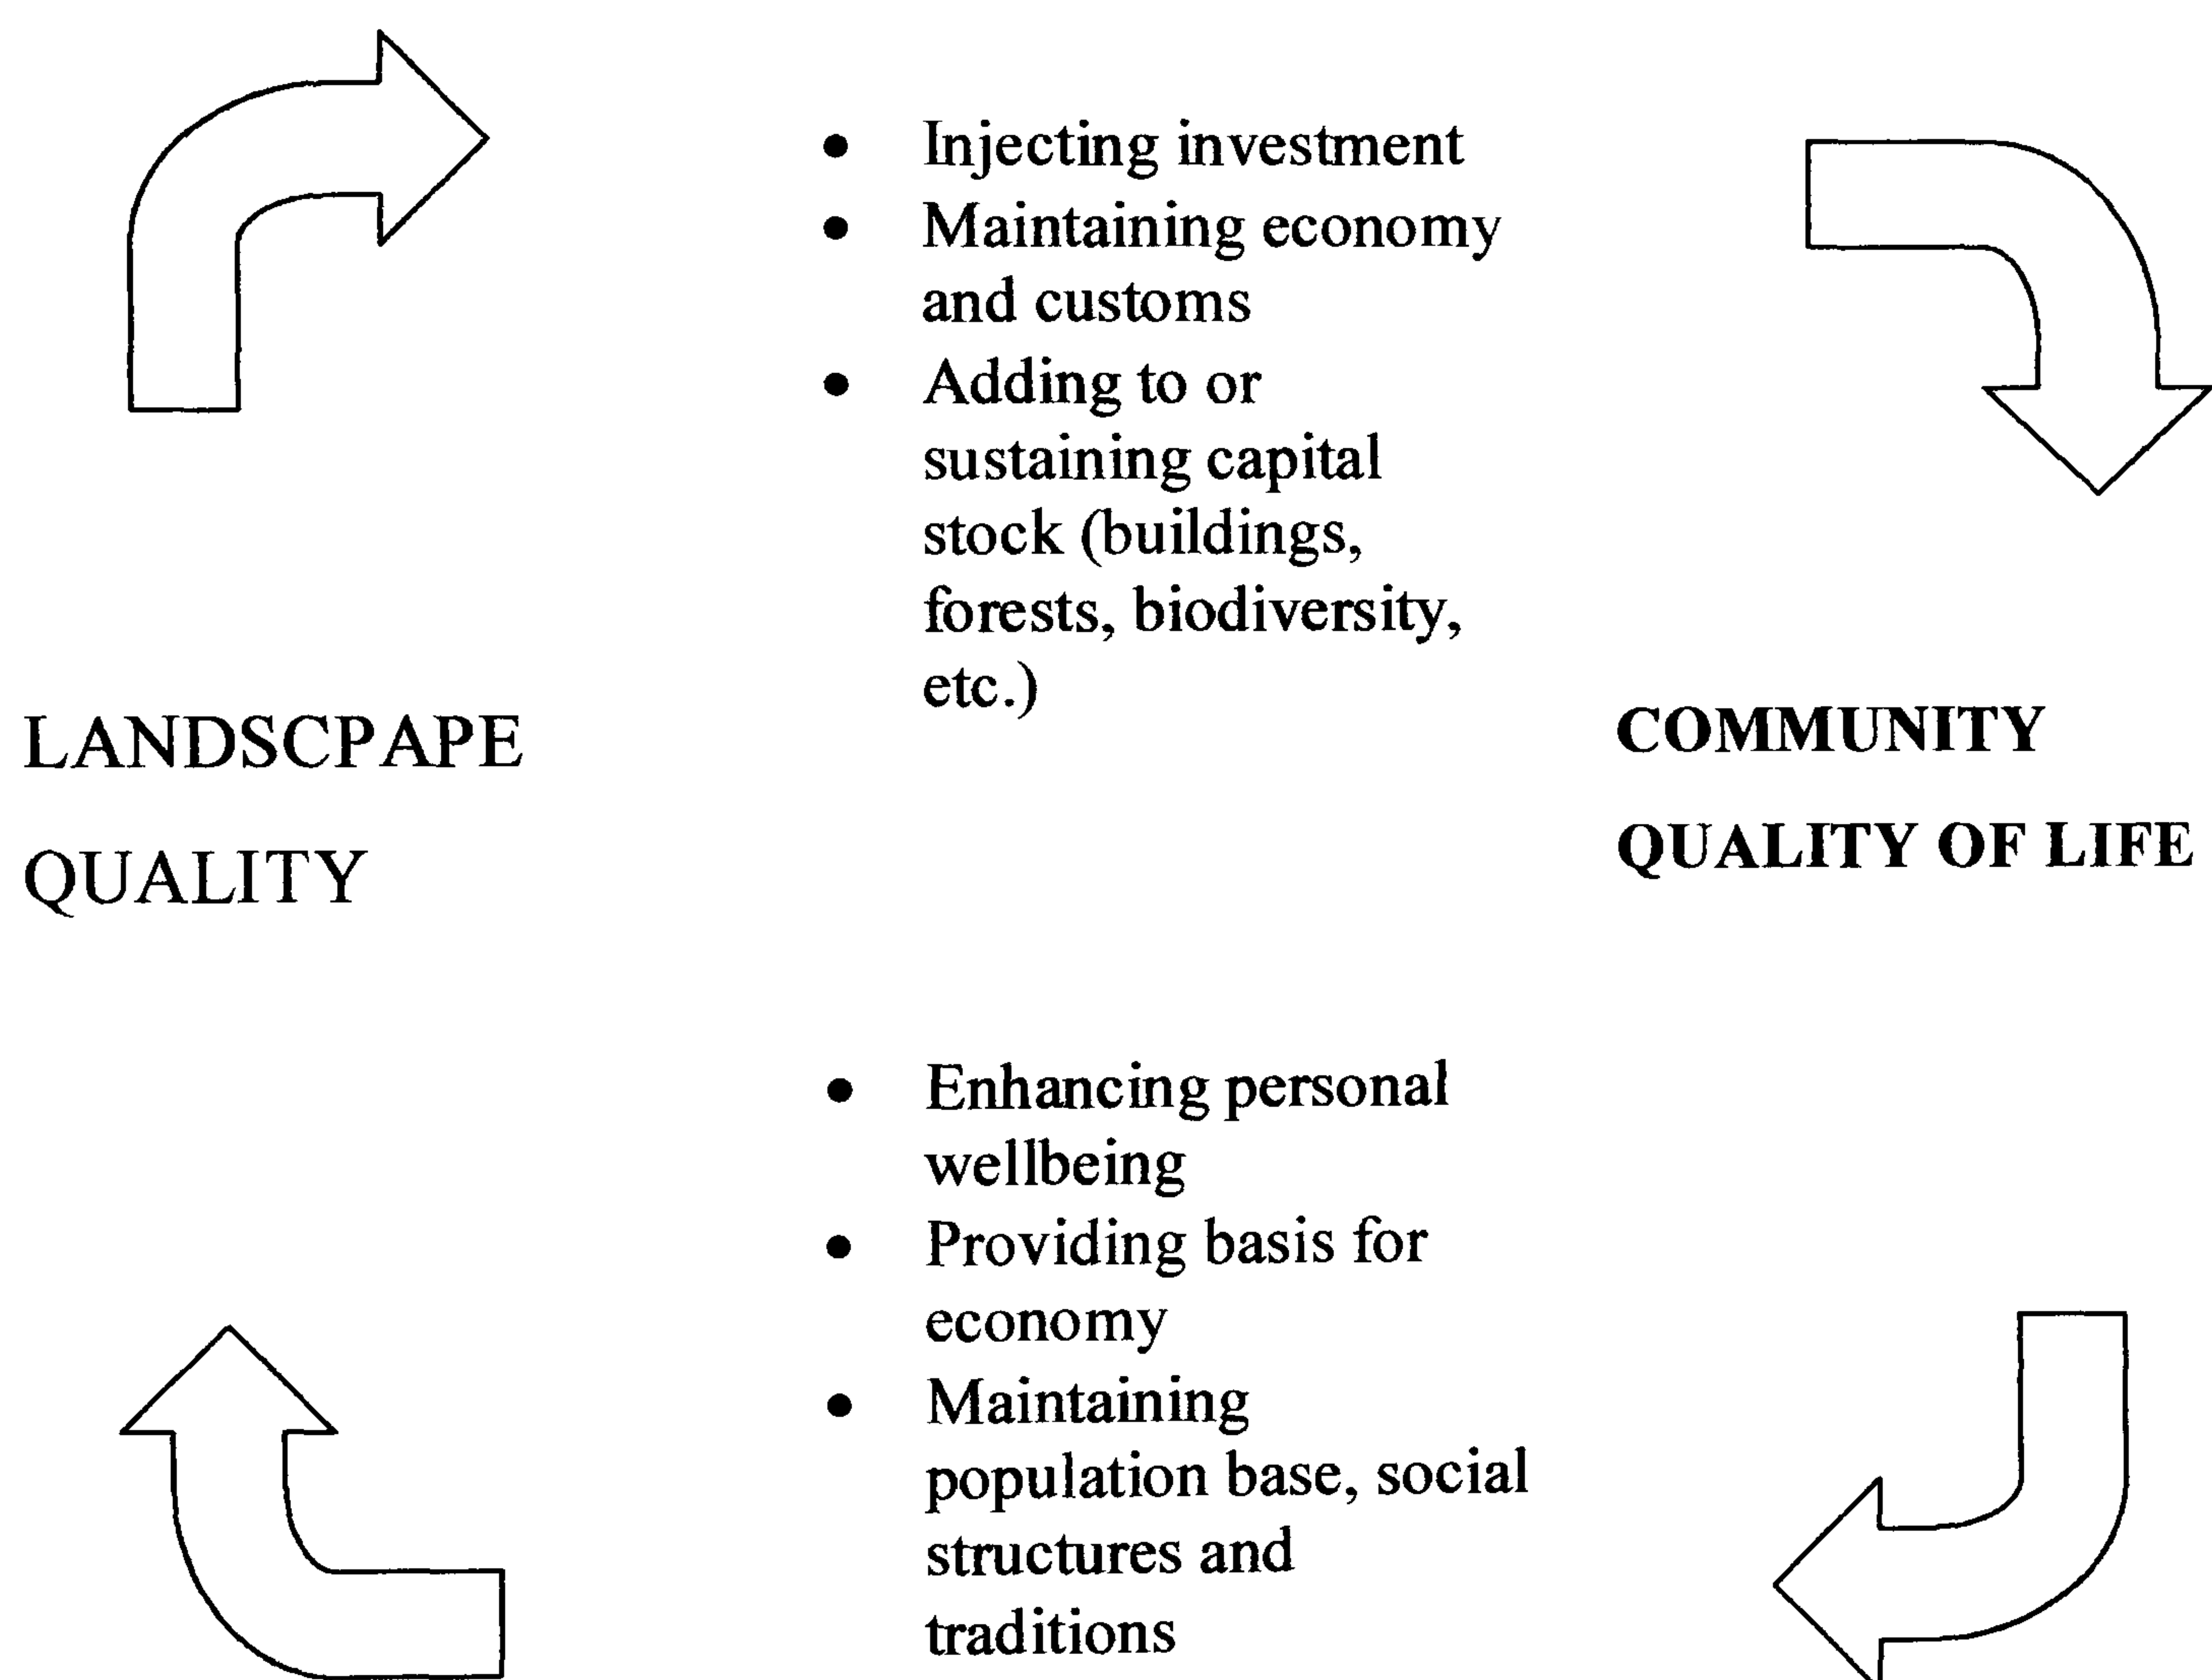 • Injecting investment
• Maintaining economy
and customs
• Adding to or
sustaining capital
stock (buildings,
forests, biodiversity,
etc.)
LANDSCPAPE
QUALITY
COMMUNITY
QUALITY OF LIFE
• Enhancing personal
wellbeing
• Providing basis for
economy
• Maintaining
population base, social
structures and
traditions